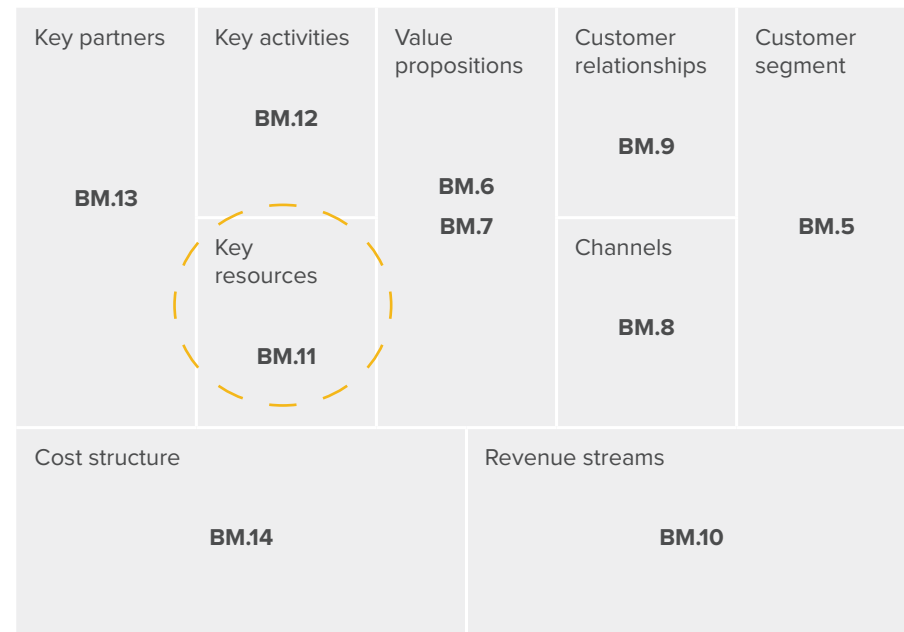 Key partners
BM.13
Key activities
BM.12
Key
resources
BM.11
Value
propositions
BM.6
BM.7
Customer
relationships
BM.9
Channels
BM.8
Customer
segment
BM.5
Cost structure
BM.14
Revenue streams
BM.10